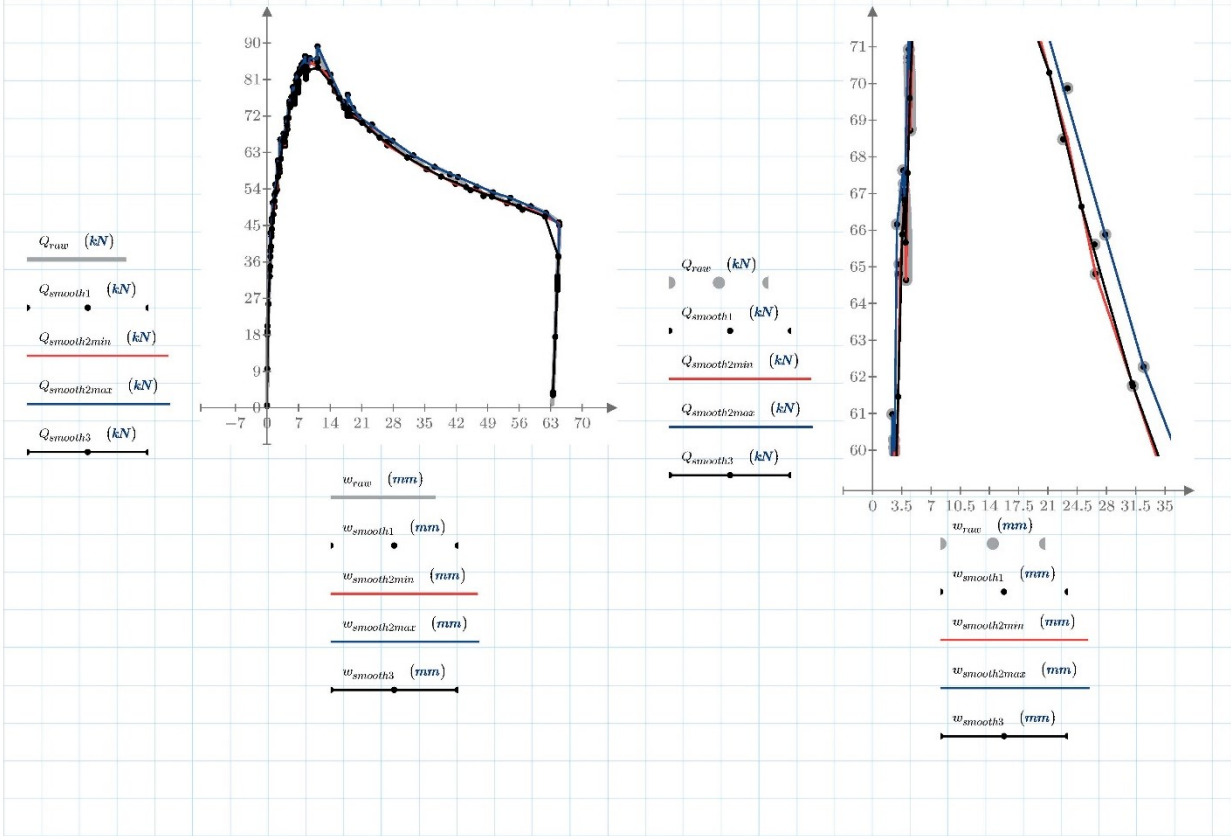 90
81
72
63
54
45
36
27
18
9
0
−7 0 7 14 21 28 35 42 49 56 63 70
Q_raw (kN)
Q_smooth1 (kN)
Q_smooth2min (kN)
Q_smooth2max (kN)
Q_smooth3 (kN)
w_raw (mm)
w_smooth1 (mm)
w_smooth2min (mm)
w_smooth2max (mm)
w_smooth3 (mm)
71
70
69
68
67
66
65
64
63
62
61
60
0 3.5 7 10.5 14 17.5 21 24.5 28 31.5 35
Q_raw (kN)
Q_smooth1 (kN)
Q_smooth2min (kN)
Q_smooth2max (kN)
Q_smooth3 (kN)
w_raw (mm)
w_smooth1 (mm)
w_smooth2min (mm)
w_smooth2max (mm)
w_smooth3 (mm)